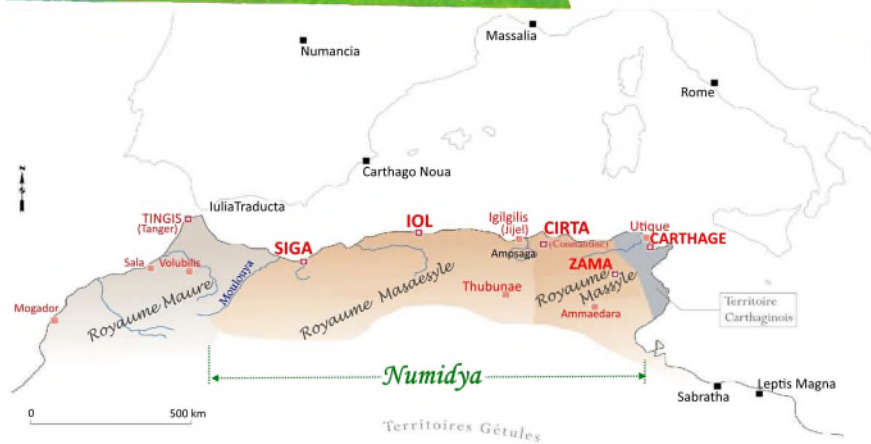 Massalia
Numancia
Rome
Carthago Noua
N
IuliaTraducta
TINGIS
(Tanger)
IOL
Igilgilis
(Jijel)
CIRTA
(Constantine)
Utique
CARTHAGE
SIGA
Ampsaga
Sala
Volubilis
Moulouya
ZAMA
Royaume Maure
Royaume Masaesyle
Thubunae
Royaume
Massyle
Mogador
Ammaedara
Territoire
Carthaginois
Numidya
Sabratha
Leptis Magna
0
500 km
Territoires Gétules